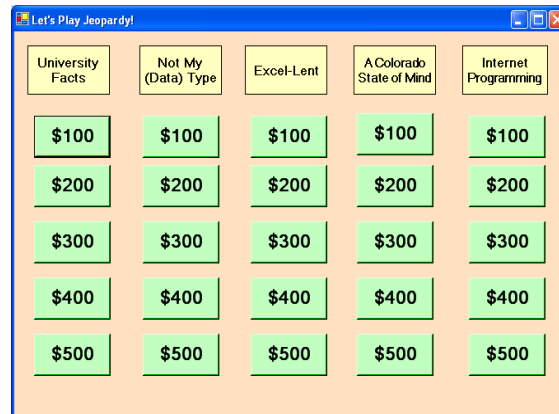 Let's Play Jeopardy!
University Facts
Not My (Data) Type
Excel-Lent
A Colorado State of Mind
Internet Programming
$100 $100 $100 $100 $100
$200 $200 $200 $200 $200
$300 $300 $300 $300 $300
$400 $400 $400 $400 $400
$500 $500 $500 $500 $500